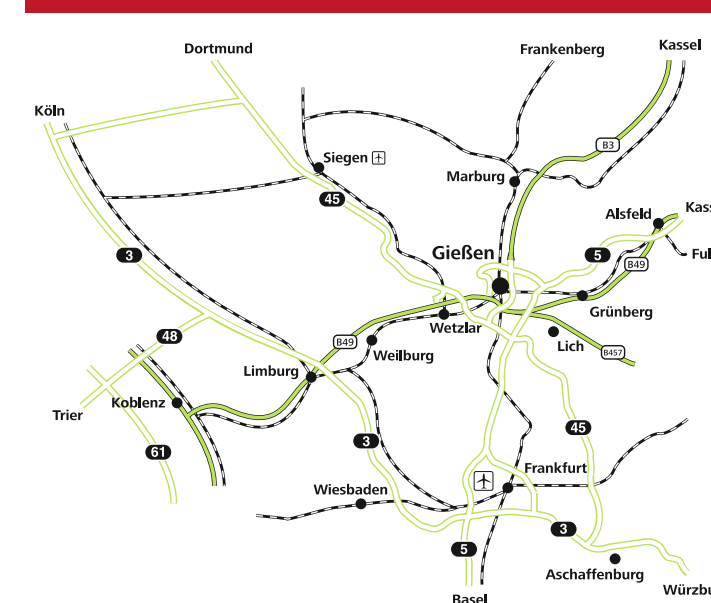 Dortmund
Frankenberg
Kassel
Köln
B3
Siegen
Marburg
45
Alsfeld
Kass
Gießen
3
5
Ful
B49
Grünberg
Wetzlar
48
B49
Lich
B457
Weilburg
Limburg
Koblenz
Trier
45
3
61
Frankfurt
Wiesbaden
3
5
Aschaffenburg
Würzbu
Basel